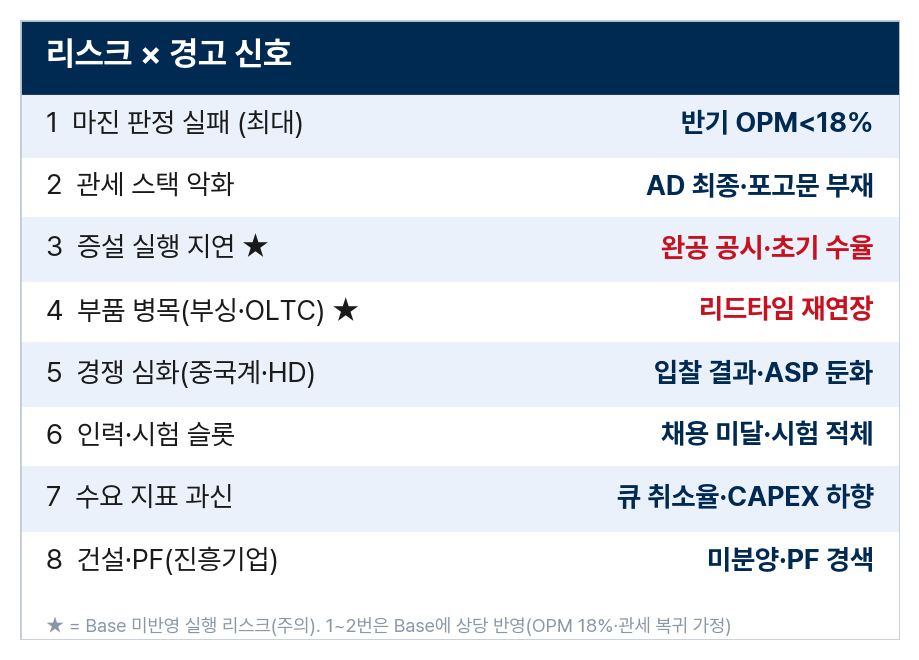 리스크 × 경고 신호
1 마진 판정 실패 (최대) 반기 OPM<18%
2 관세 스택 악화 AD 최종·포고문 부재
3 증설 실행 지연 ★ 완공 공시·초기 수율
4 부품 병목(부싱·OLTC) ★ 리드타임 재연장
5 경쟁 심화(중국계·HD) 입찰 결과·ASP 둔화
6 인력·시험 슬롯 채용 미달·시험 적체
7 수요 지표 과신 큐 취소율·CAPEX 하향
8 건설·PF(진흥기업) 미분양·PF 경색
★ = Base 미반영 실행 리스크(주의). 1~2번은 Base에 상당 반영(OPM 18%·관세 복귀 가정)